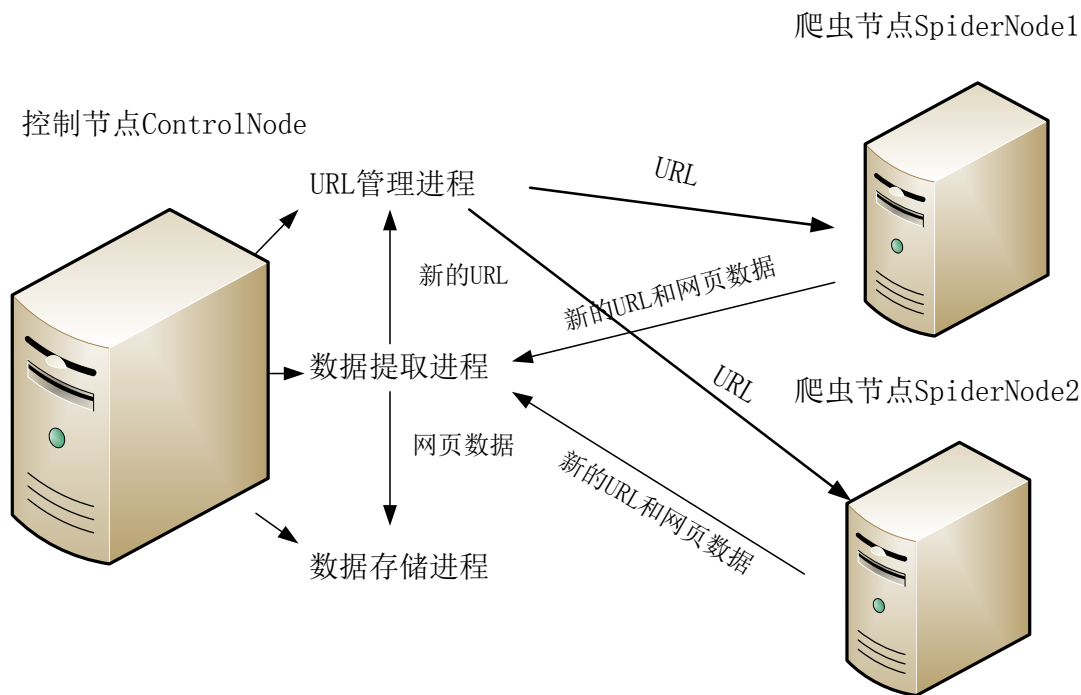 爬虫节点SpiderNode1
控制节点ControlNode
URL管理进程
URL
新的URL
新的URL和网页数据
数据提取进程
URL
爬虫节点SpiderNode2
网页数据
新的URL和网页数据
数据存储进程